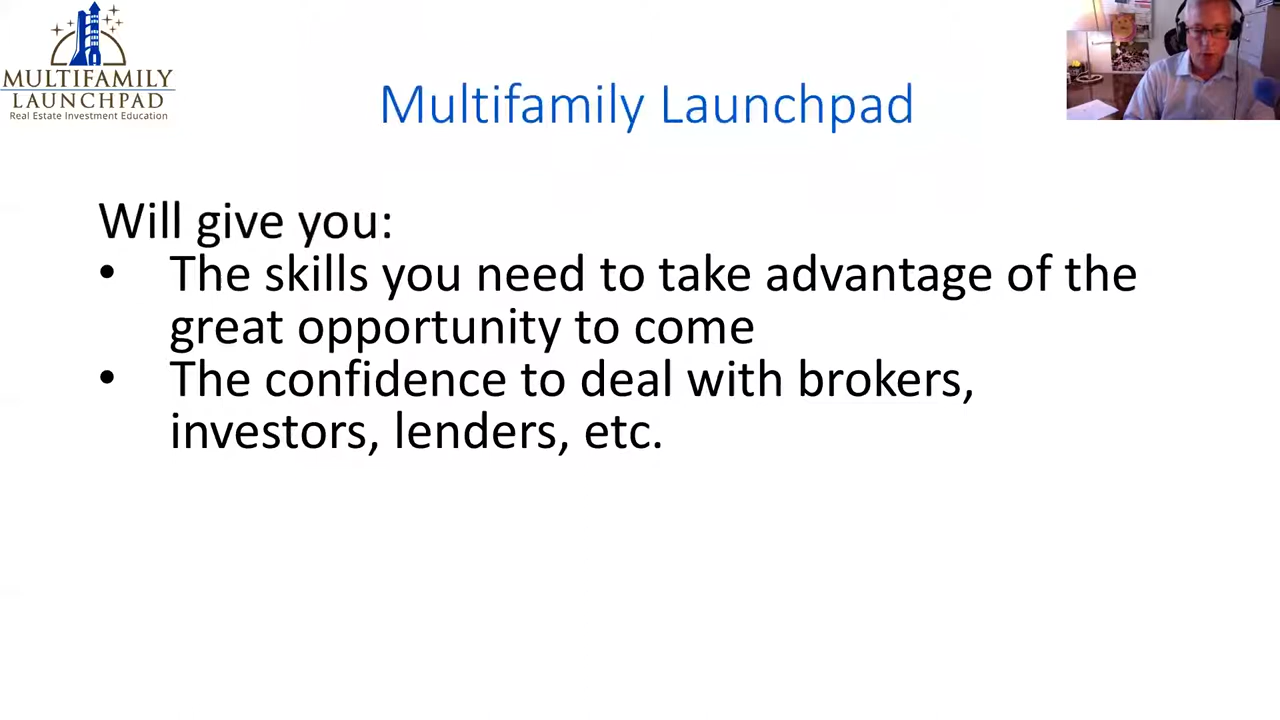 MULTIFAMILY
LAUNCHPAD
Real Estate Investment Education
Multifamily Launchpad
Will give you:
• The skills you need to take advantage of the
great opportunity to come
• The confidence to deal with brokers,
investors, lenders, etc.